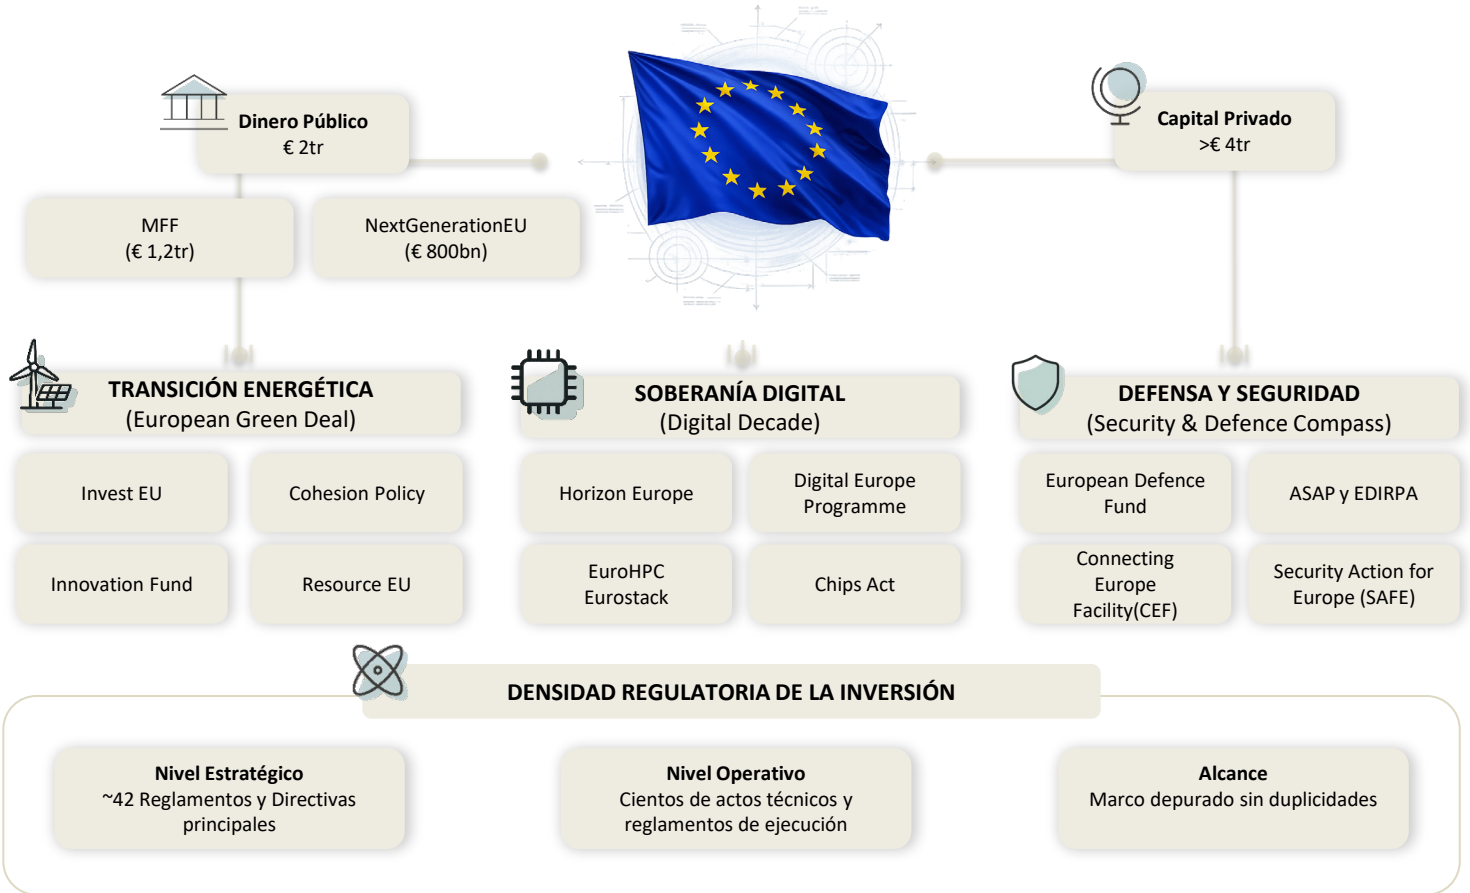 Dinero Público
€ 2tr
Capital Privado
>€ 4tr
MFF
(€ 1,2tr)
NextGenerationEU
(€ 800bn)
TRANSICIÓN ENERGÉTICA
(European Green Deal)
SOBERANÍA DIGITAL
(Digital Decade)
DEFENSA Y SEGURIDAD
(Security & Defence Compass)
Invest EU
Cohesion Policy
Innovation Fund
Resource EU
Horizon Europe
Digital Europe
Programme
EuroHPC
Eurostack
Chips Act
European Defence
Fund
ASAP y EDIRPA
Connecting
Europe
Facility(CEF)
Security Action for
Europe (SAFE)
DENSIDAD REGULATORIA DE LA INVERSIÓN
Nivel Estratégico
~42 Reglamentos y Directivas
principales
Nivel Operativo
Cientos de actos técnicos y
reglamentos de ejecución
Alcance
Marco depurado sin duplicidades